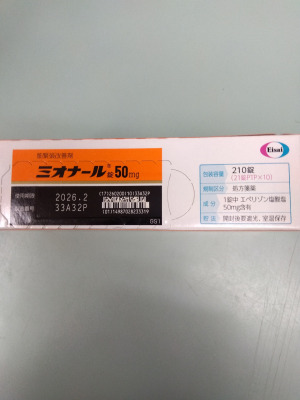 筋緊張改善剤
ミオナール®錠50mg
使用期限 2026.2
製造番号 33A32P
GS1
Eisai
包装容量 210錠
(21錠PTP×10)
規制区分 処方箋薬
成分 1錠中 エペリゾン塩酸塩
50mg含有
貯法 開封後要遮光、室温保存